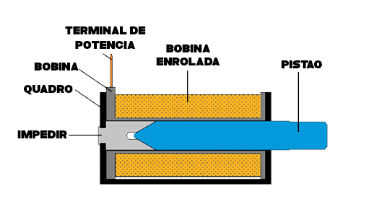 TERMINAL DE
POTENCIA
BOBINA
ENROLADA
BOBINA
PISTAO
QUADRO
IMPEDIR